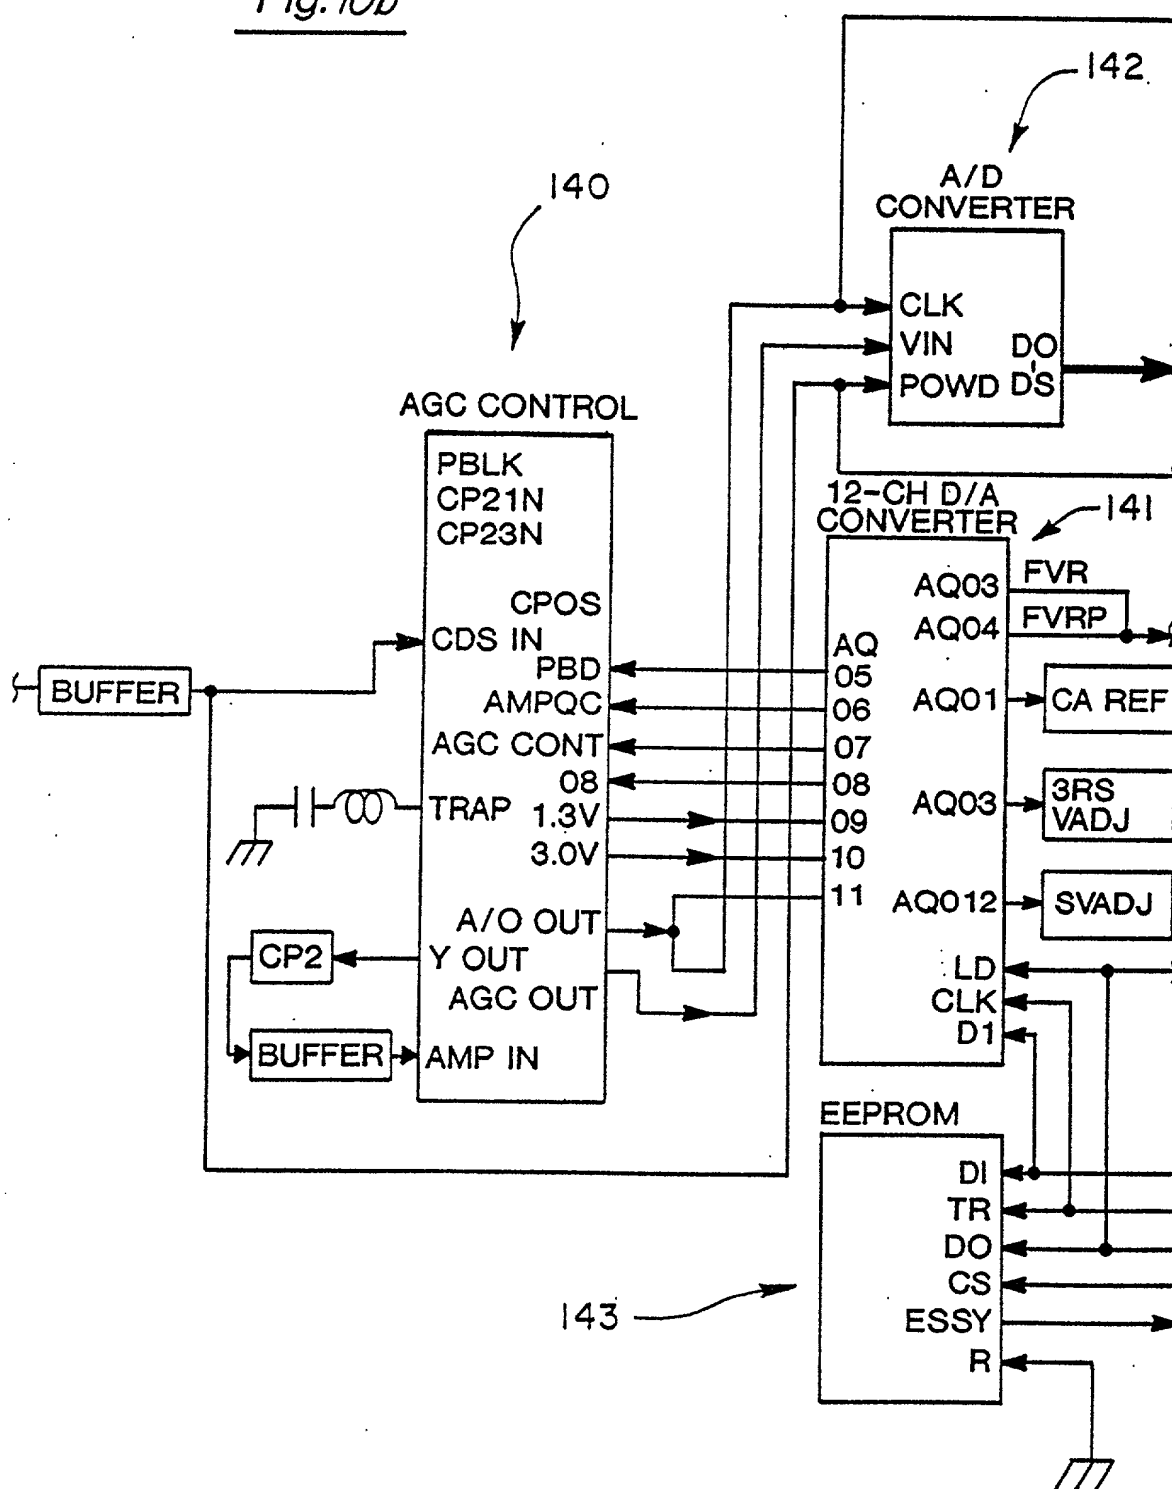 Fig. 10b
142
A/D
CONVERTER
CLK
VIN
POWD
DO
DS
140
AGC CONTROL
PBLK
CP21N
CP23N
CPOS
CDS IN
PBD
AMPQC
AGC CONT
08
TRAP
1.3V
3.0V
A/O OUT
Y OUT
AGC OUT
AMP IN
BUFFER
CP2
BUFFER
12-CH D/A
CONVERTER
141
AQ
05
06
07
08
09
10
11
AQ03
FVR
AQ04
FVRP
AQ01
CA REF
AQ03
3RS
VADJ
AQ012
SVADJ
LD
CLK
D1
EEPROM
DI
TR
DO
CS
ESSY
R
143